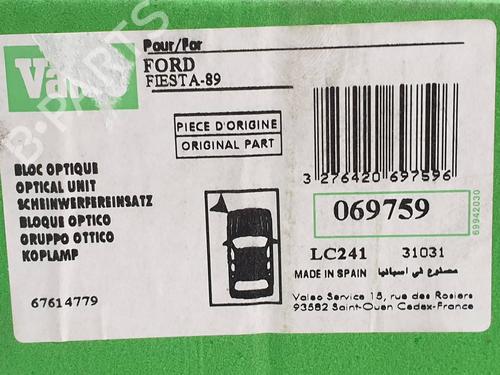 Valeo
Pour/For
FORD
FIESTA-89
PIECE D'ORIGINE
ORIGINAL PART
BLOC OPTIQUE
OPTICAL UNIT
SCHEINWERFEREINSATZ
BLOQUE OPTICO
GRUPPO OTTICO
KOPLAMP
67614779
3 276420 697596
069759
69942030
LC241 31031
MADE IN SPAIN مصنوع في اسبانيا
Valeo Service 15, rue des Rosiers
93582 Saint-Ouen Cedex-France
B-PARTS